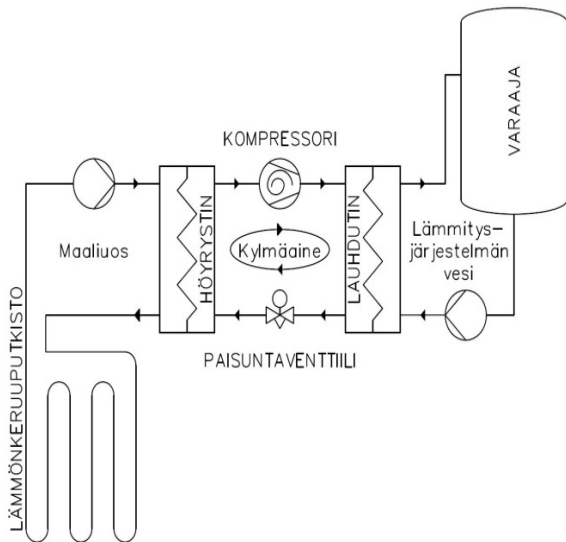 VARAAJA
KOMPRESSORI
HÖYRYSTIN
LAUHDUTIN
Maaliuos
Kylmäaine
Lämmitys-
järjestelmän
vesi
PAISUNTAVENTTIILI
LÄMMÖNKERUUPUTKISTO